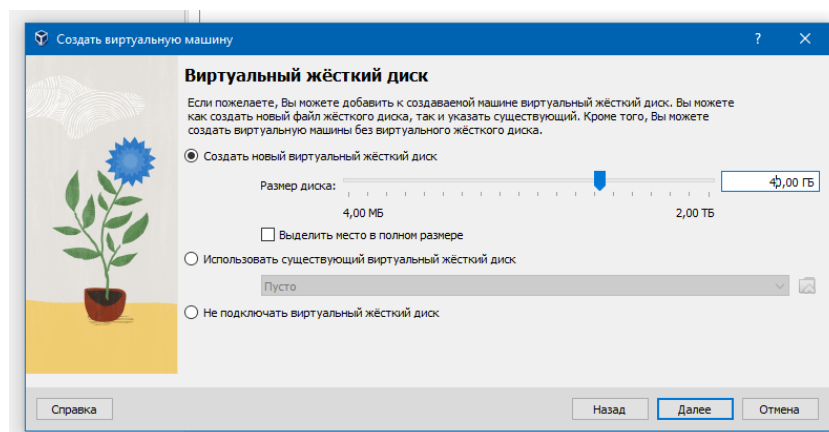 Создать виртуальную машину
Виртуальный жёсткий диск
Если пожелаете, Вы можете добавить к создаваемой машине виртуальный жёсткий диск. Вы можете
как создать новый файл жёсткого диска, так и указать существующий. Кроме того, Вы можете
создать виртуальную машины без виртуального жёсткого диска.
Создать новый виртуальный жёсткий диск
Размер диска:
40,00 ГБ
4,00 МБ 2,00 ТБ
Выделить место в полном размере
Использовать существующий виртуальный жёсткий диск
Пусто
Не подключать виртуальный жёсткий диск
Справка Назад Далее Отмена